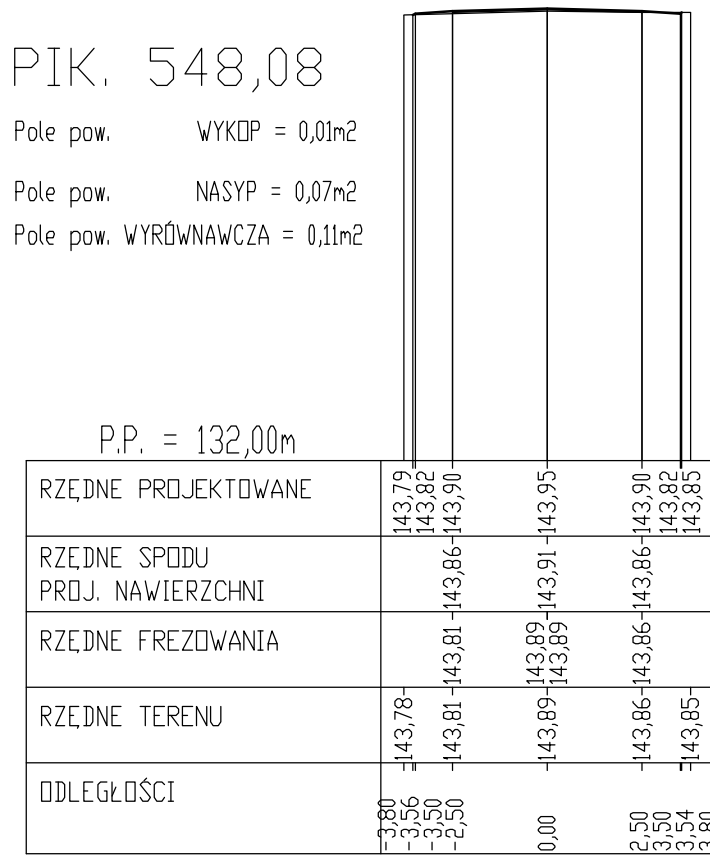 PIK. 548,08
Pole pow. WYKOP = 0,01m2
Pole pow. NASYP = 0,07m2
Pole pow. WYRÓWNAWCZA = 0,11m2
P.P. = 132,00m
RZĘDNE PROJEKTOWANE 143,79 143,82 143,90 143,95 143,90 143,82 143,85
RZĘDNE SPODU
PROJ. NAWIERZCHNI 143,86 143,91 143,86
RZĘDNE FREZOWANIA 143,81 143,89 143,89 143,86
RZĘDNE TERENU 143,78 143,81 143,89 143,86 143,85
ODLEGŁOŚCI -3,80 -3,56 -3,50 -2,50 0,00 2,50 3,50 3,54 3,80